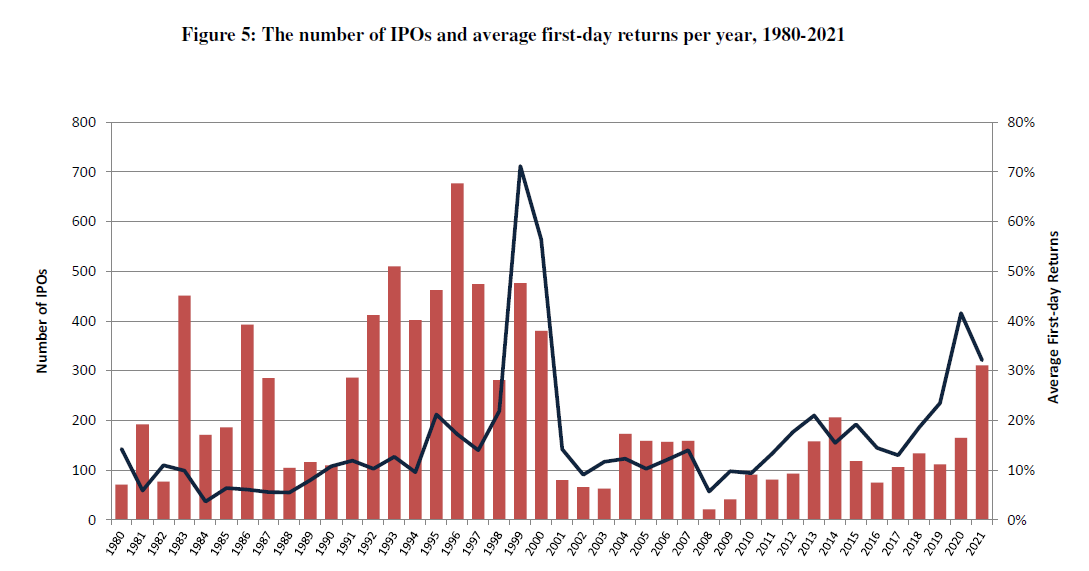 Figure 5: The number of IPOs and average first-day returns per year, 1980-2021
800 80%
700 70%
600 60%
500 50%
400 40%
300 30%
200 20%
100 10%
0 0%
Number of IPOs
Average First-day Returns
1980 1981 1982 1983 1984 1985 1986 1987 1988 1989 1990 1991 1992 1993 1994 1995 1996 1997 1998 1999 2000 2001 2002 2003 2004 2005 2006 2007 2008 2009 2010 2011 2012 2013 2014 2015 2016 2017 2018 2019 2020 2021